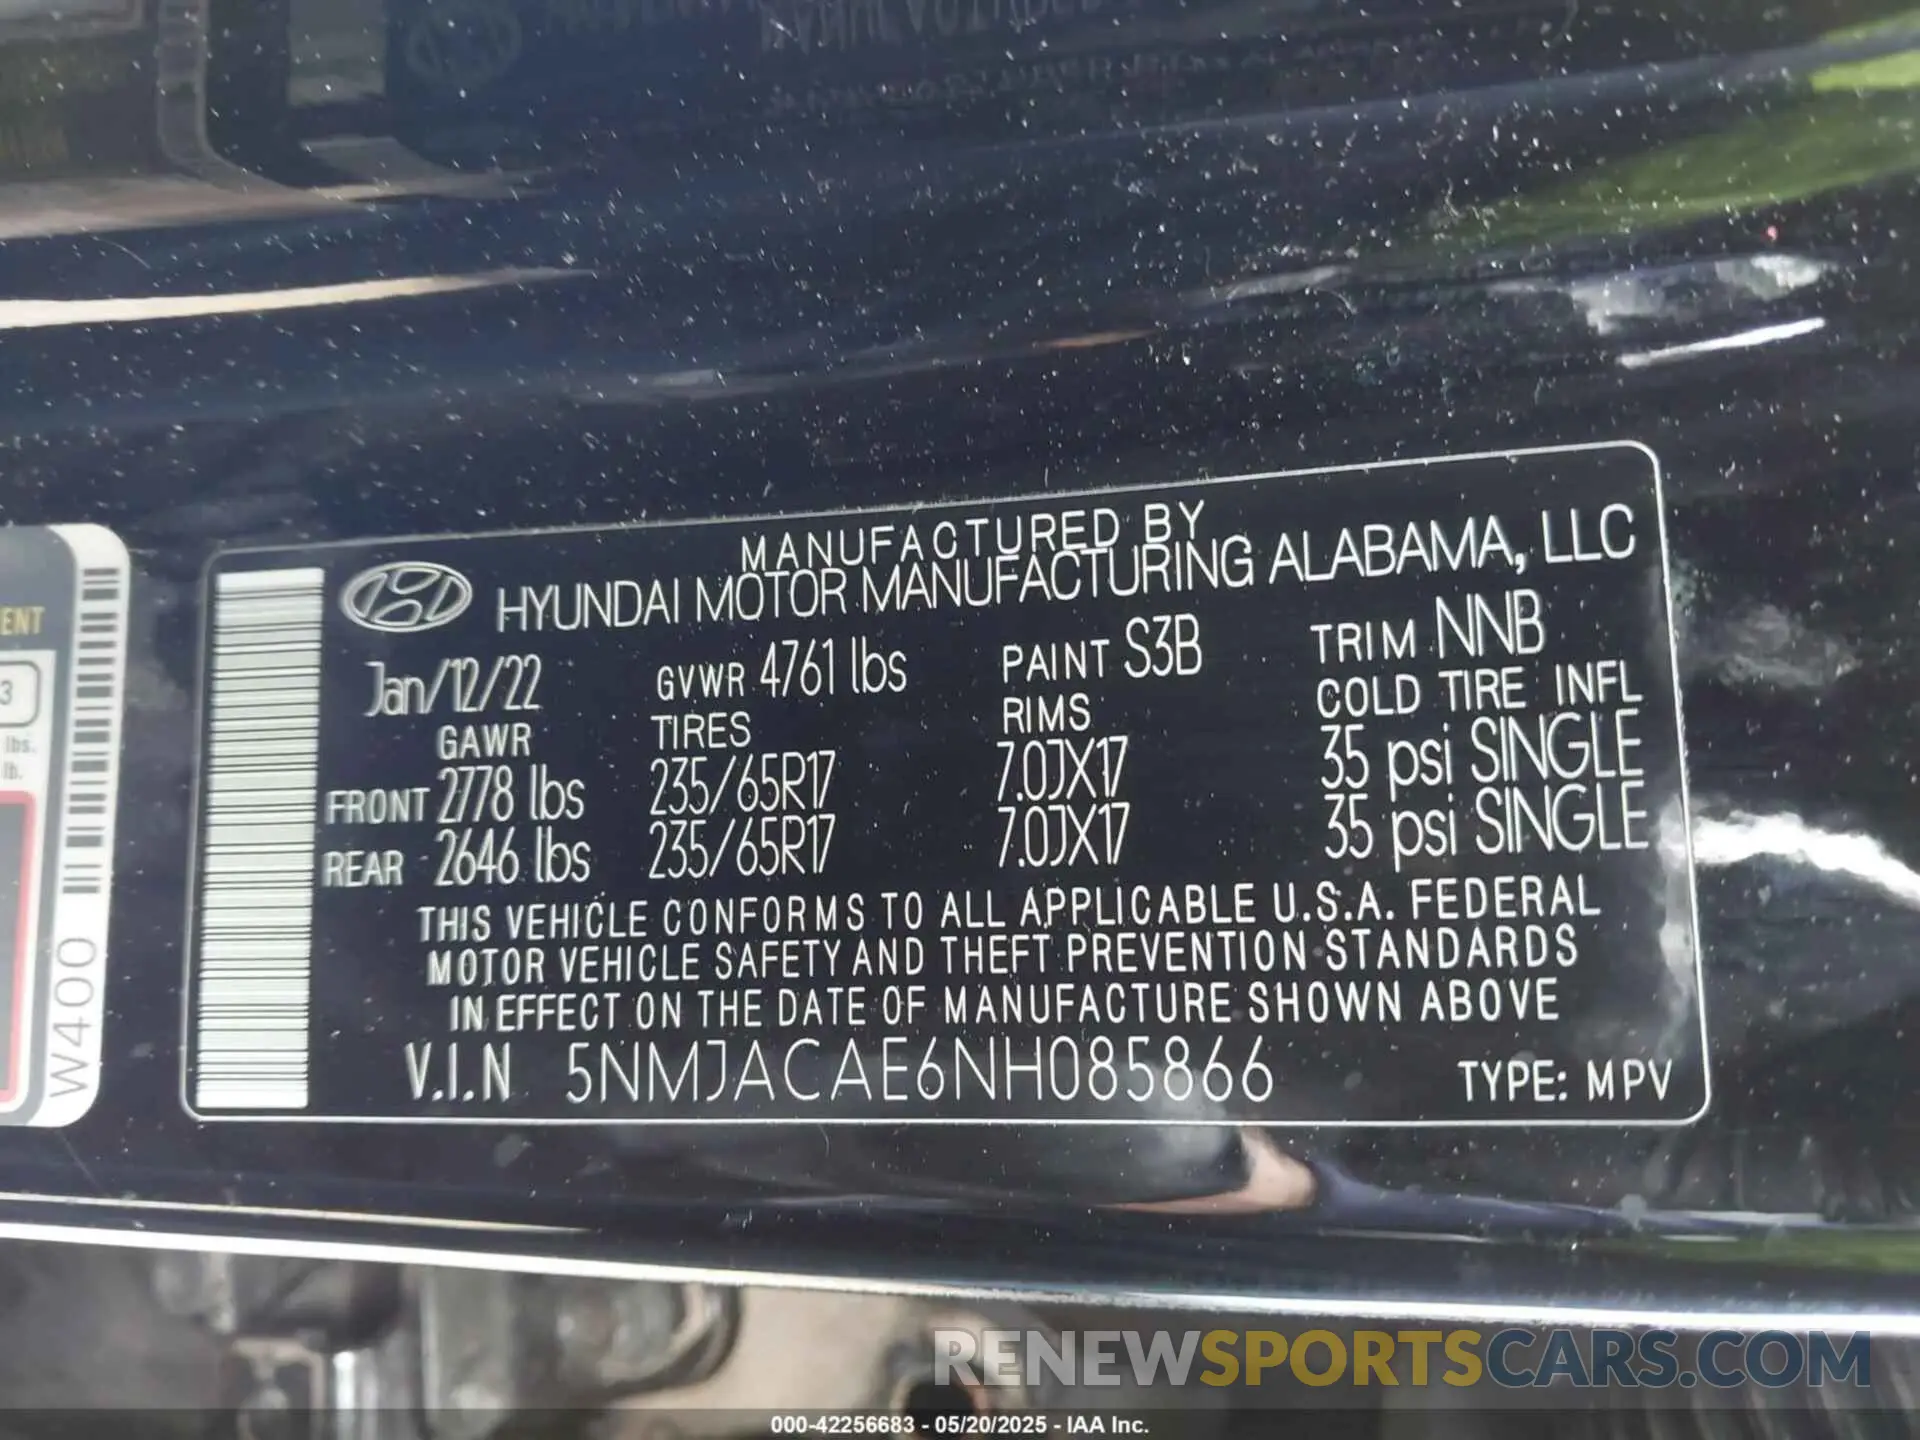 MANUFACTURED BY
HYUNDAI MOTOR MANUFACTURING ALABAMA, LLC
Jan/12/22 GVWR 4761 lbs PAINT S3B TRIM NNB
GAWR TIRES RIMS COLD TIRE INFL
FRONT 2778 lbs 235/65R17 7.0JX17 35 psi SINGLE
REAR 2646 lbs 235/65R17 7.0JX17 35 psi SINGLE
THIS VEHICLE CONFORMS TO ALL APPLICABLE U.S.A. FEDERAL
MOTOR VEHICLE SAFETY AND THEFT PREVENTION STANDARDS
IN EFFECT ON THE DATE OF MANUFACTURE SHOWN ABOVE
V.I.N 5NMJACAE6NH085866 TYPE: MPV
ENT
3
lbs.
lb.
W400
RENEWSPORTSCARS.COM
000-42256683 - 05/20/2025 - IAA Inc.